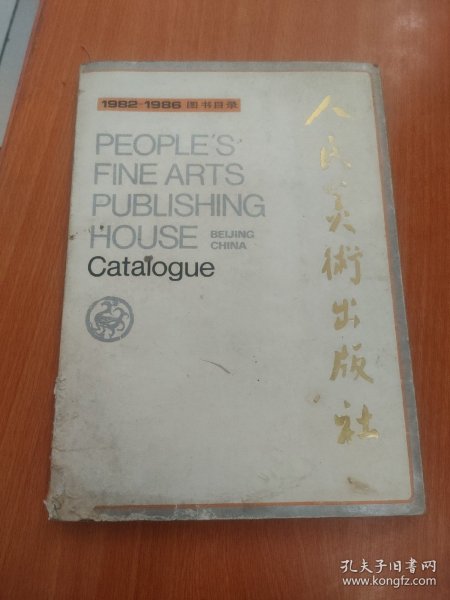 1982-1986 图书目录
PEOPLE'S
FINE ARTS
PUBLISHING
HOUSE BEIJING
CHINA
Catalogue
人民美術出版社
孔夫子旧书网
www.kongfz.com